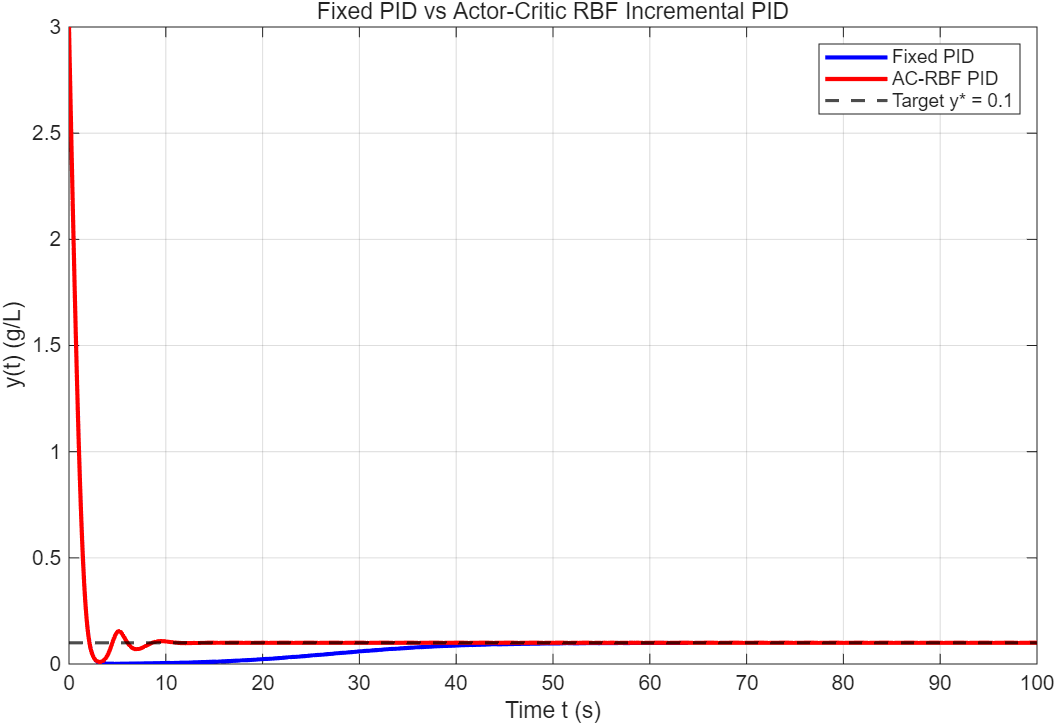 Fixed PID vs Actor-Critic RBF Incremental PID
3
2.5
2
1.5
1
0.5
0
y(t) (g/L)
Fixed PID
AC-RBF PID
Target y* = 0.1
0 10 20 30 40 50 60 70 80 90 100
Time t (s)